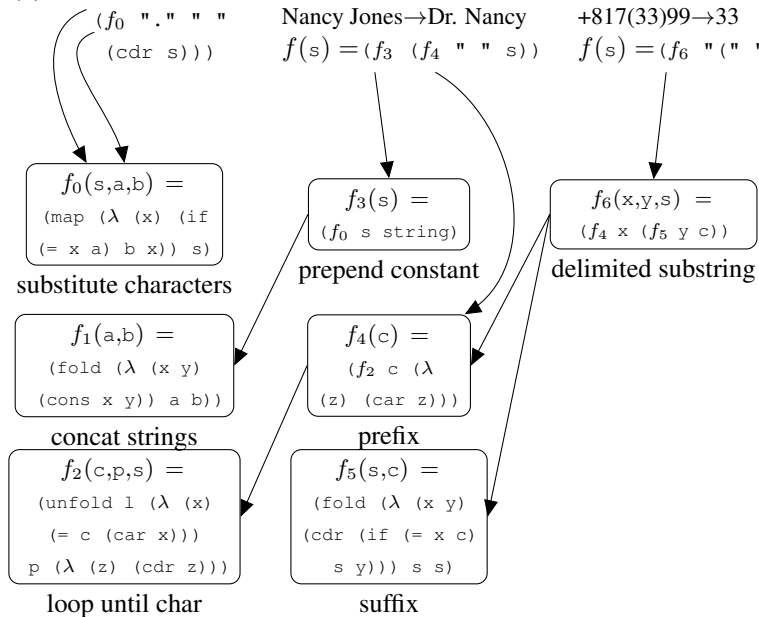 (f0 "." " "
(cdr s)))
Nancy Jones→Dr. Nancy
f(s) =(f3 (f4 " " s))
+817(33)99→33
f(s) =(f6 "("
f0(s,a,b) =
(map (λ (x) (if
(= x a) b x)) s)
substitute characters
f3(s) =
(f0 s string)
prepend constant
f6(x,y,s) =
(f4 x (f5 y c))
delimited substring
f1(a,b) =
(fold (λ (x y)
(cons x y)) a b))
concat strings
f4(c) =
(f2 c (λ
(z) (car z)))
prefix
f2(c,p,s) =
(unfold l (λ (x)
(= c (car x)))
p (λ (z) (cdr z)))
loop until char
f5(s,c) =
(fold (λ (x y)
(cdr (if (= x c)
s y))) s s)
suffix